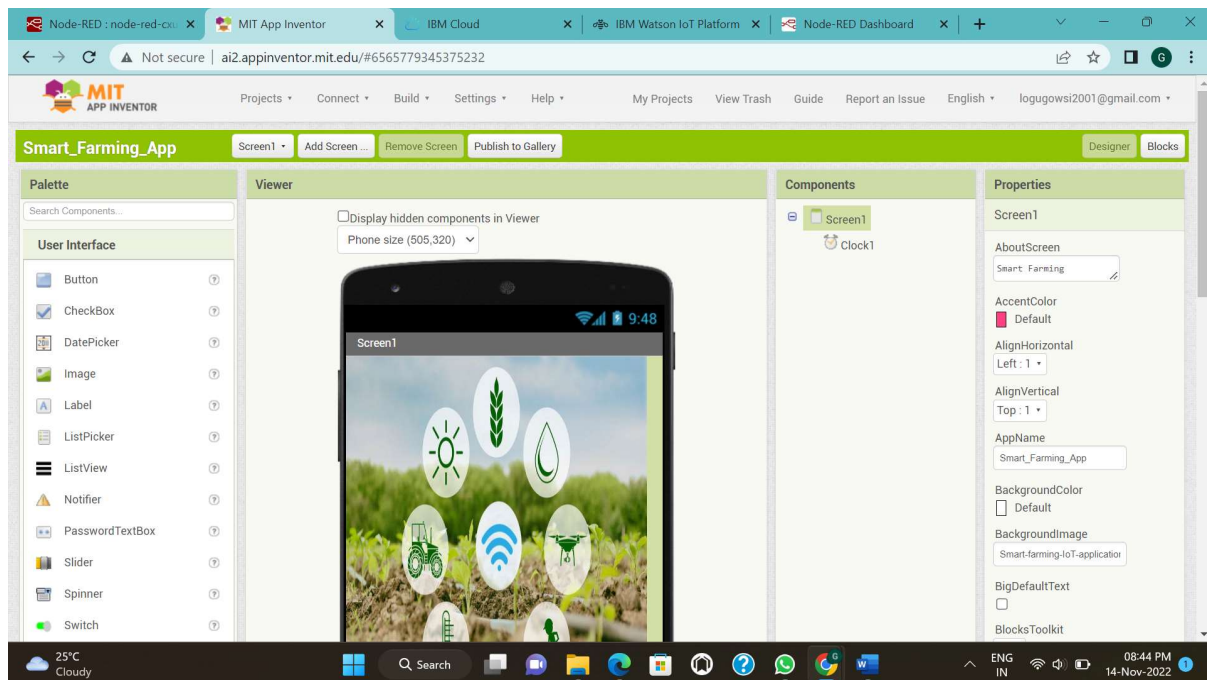 Node-RED : node-red-cxu
MIT App Inventor
IBM Cloud
IBM Watson IoT Platform
Node-RED Dashboard
Not secure
ai2.appinventor.mit.edu/#6565779345375232
G
MIT
APP INVENTOR
Projects
Connect
Build
Settings
Help
My Projects
View Trash
Guide
Report an Issue
English
logugowsi2001@gmail.com
Smart_Farming_App
Screen1
Add Screen ...
Remove Screen
Publish to Gallery
Designer
Blocks
Palette
Search Components...
User Interface
Button
CheckBox
DatePicker
Image
Label
ListPicker
ListView
Notifier
PasswordTextBox
Slider
Spinner
Switch
Viewer
Display hidden components in Viewer
Phone size (505,320)
9:48
Screen1
Components
Screen1
Clock1
Properties
Screen1
AboutScreen
Smart Farming
AccentColor
Default
AlignHorizontal
Left : 1
AlignVertical
Top : 1
AppName
Smart_Farming_App
BackgroundColor
Default
BackgroundImage
Smart-farming-IoT-applicatior
BigDefaultText
BlocksToolkit
25°C
Cloudy
Search
ENG
IN
08:44 PM
14-Nov-2022
1